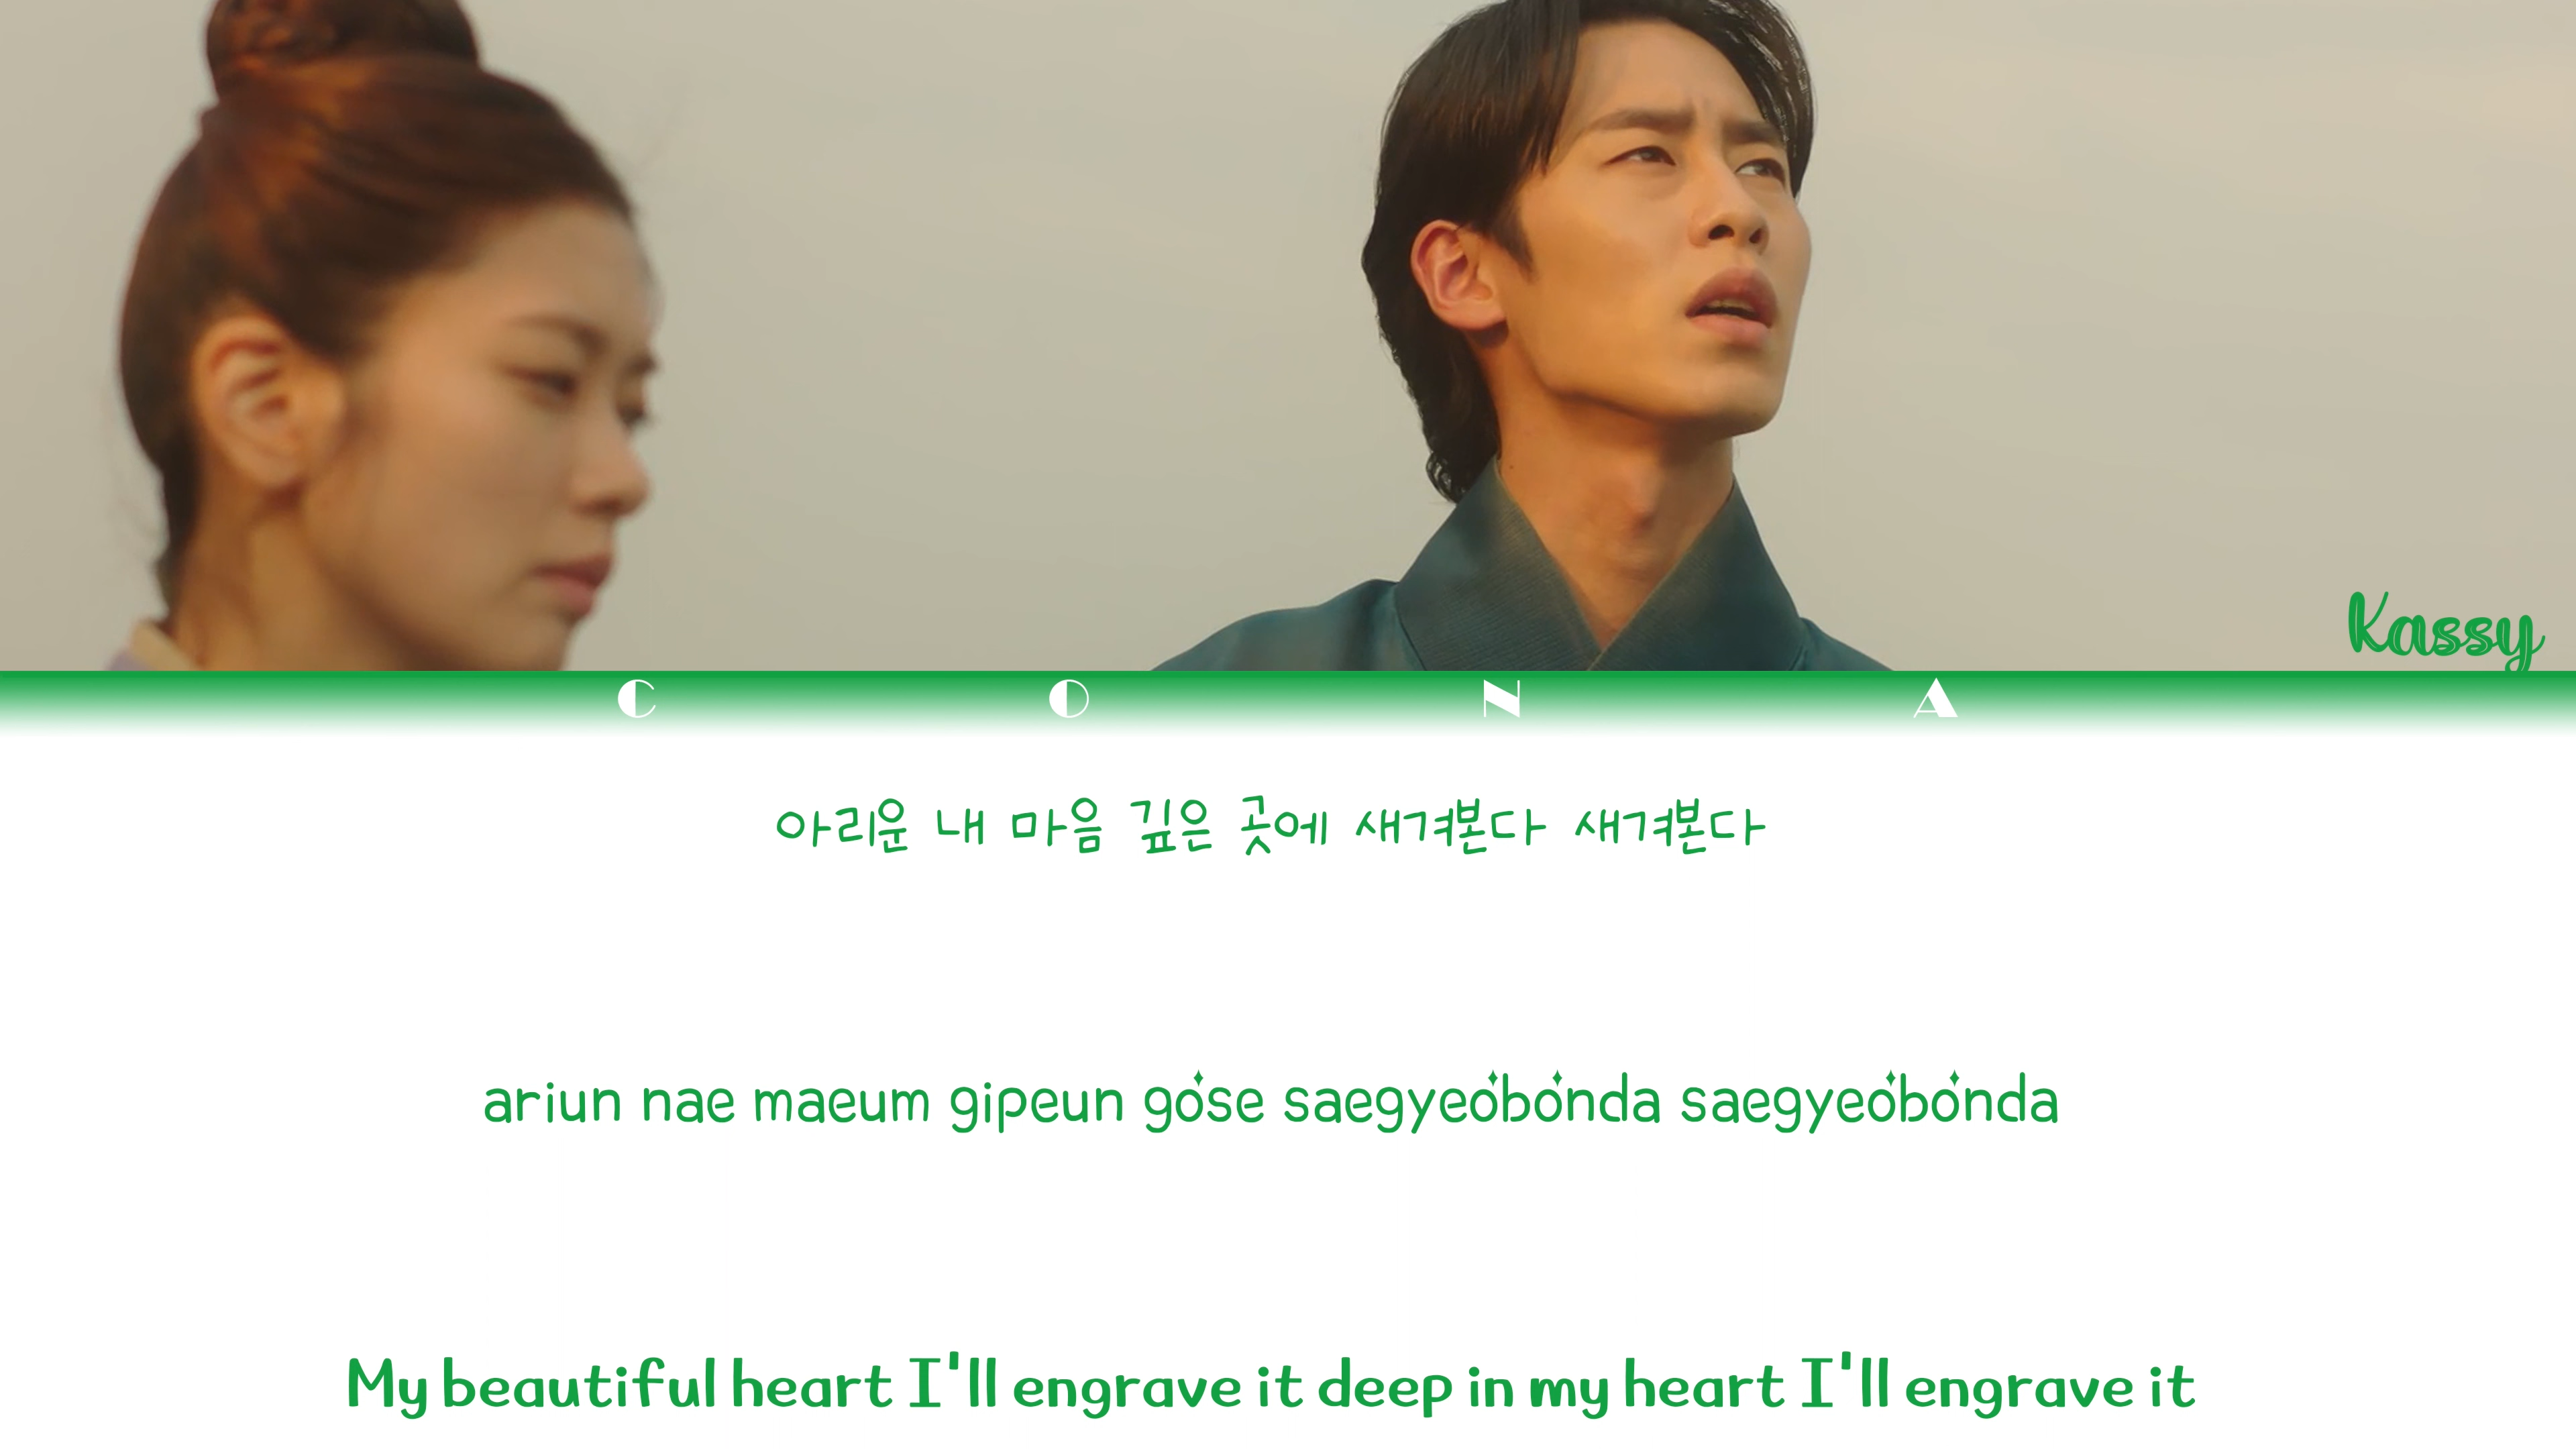 Kassy
C O N A
아리운 내 마음 깊은 곳에 새겨본다 새겨본다
ariun nae maeum gipeun gose saegyeobonda saegyeobonda
My beautiful heart I'll engrave it deep in my heart I'll engrave it